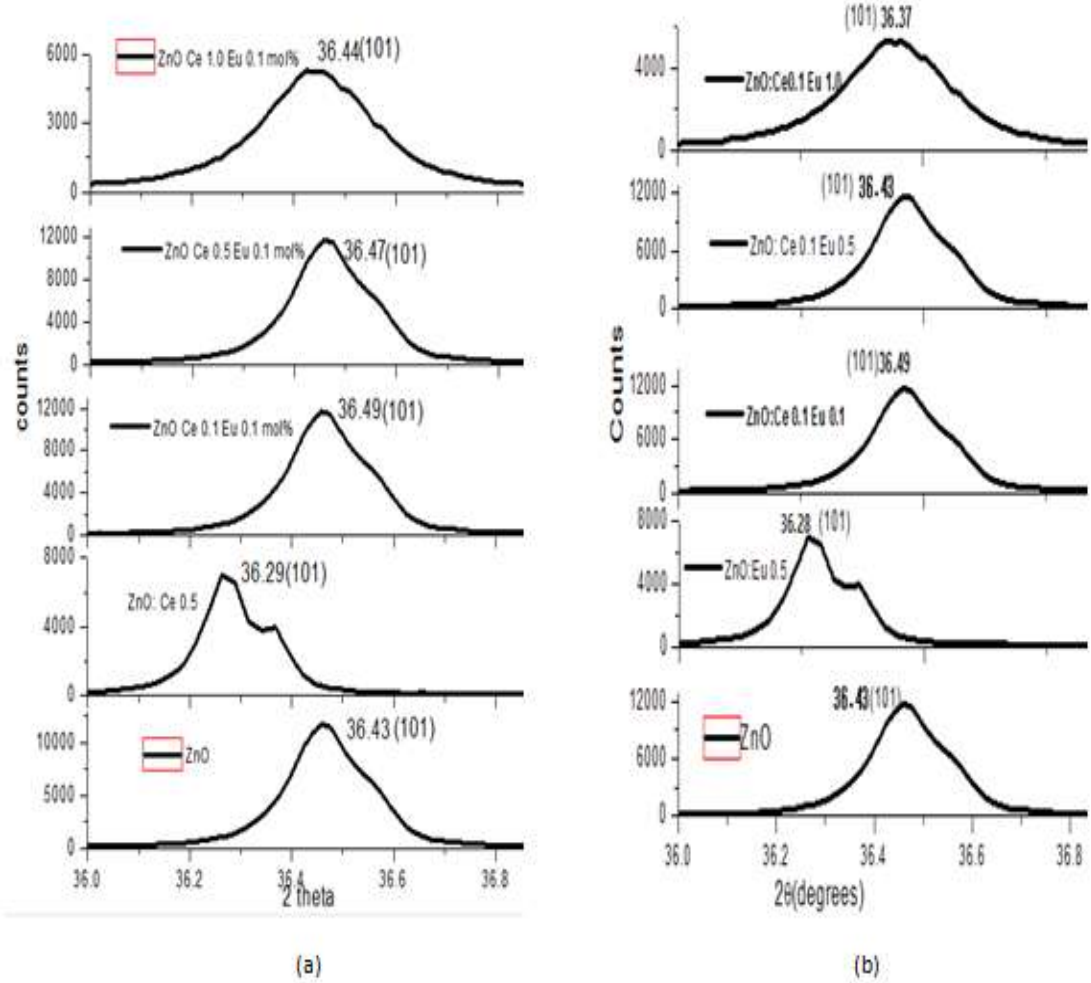 ZnO Ce 1.0 Eu 0.1 mol%
36.44(101)
6000
3000
0
ZnO Ce 0.5 Eu 0.1 mol%
36.47(101)
12000
8000
4000
0
ZnO Ce 0.1 Eu 0.1 mol%
36.49(101)
12000
8000
4000
0
ZnO: Ce 0.5
36.29(101)
8000
4000
0
ZnO
36.43(101)
10000
5000
0
36.0 36.2 36.4 36.6 36.8
2 theta
counts
(a)
(101) 36.37
ZnO:Ce0.1 Eu 1.0
4000
0
(101) 36.43
ZnO: Ce 0.1 Eu 0.5
12000
6000
0
(101)36.49
ZnO:Ce 0.1 Eu 0.1
12000
6000
0
36.28 (101)
ZnO:Eu 0.5
8000
4000
0
36.43(101)
ZnO
12000
6000
0
36.0 36.2 36.4 36.6 36.8
2θ(degrees)
Counts
(b)